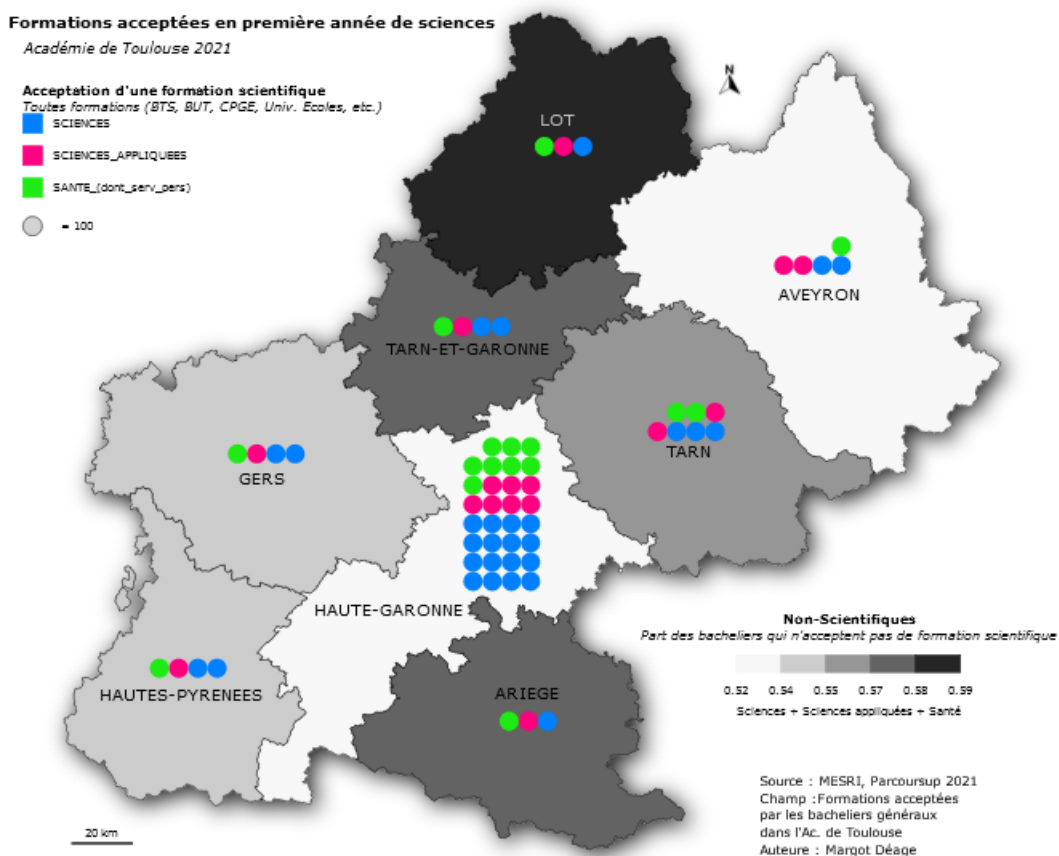 Formations acceptées en première année de sciences
Académie de Toulouse 2021
Acceptation d'une formation scientifique
Toutes formations (BTS, BUT, CPGE, Univ. Ecoles, etc.)
SCIENCES
SCIENCES_APPLIQUEES
SANTE_(dont_serv_pers)
= 100
N
LOT
AVEYRON
TARN-ET-GARONNE
TARN
GERS
HAUTE-GARONNE
HAUTES-PYRENEES
ARIEGE
Non-Scientifiques
Part des bacheliers qui n'acceptent pas de formation scientifique
0.52 0.54 0.55 0.57 0.58 0.59
Sciences + Sciences appliquées + Santé
20 km
Source : MESRI, Parcoursup 2021
Champ :Formations acceptées
par les bacheliers généraux
dans l'Ac. de Toulouse
Auteure : Margot Déage